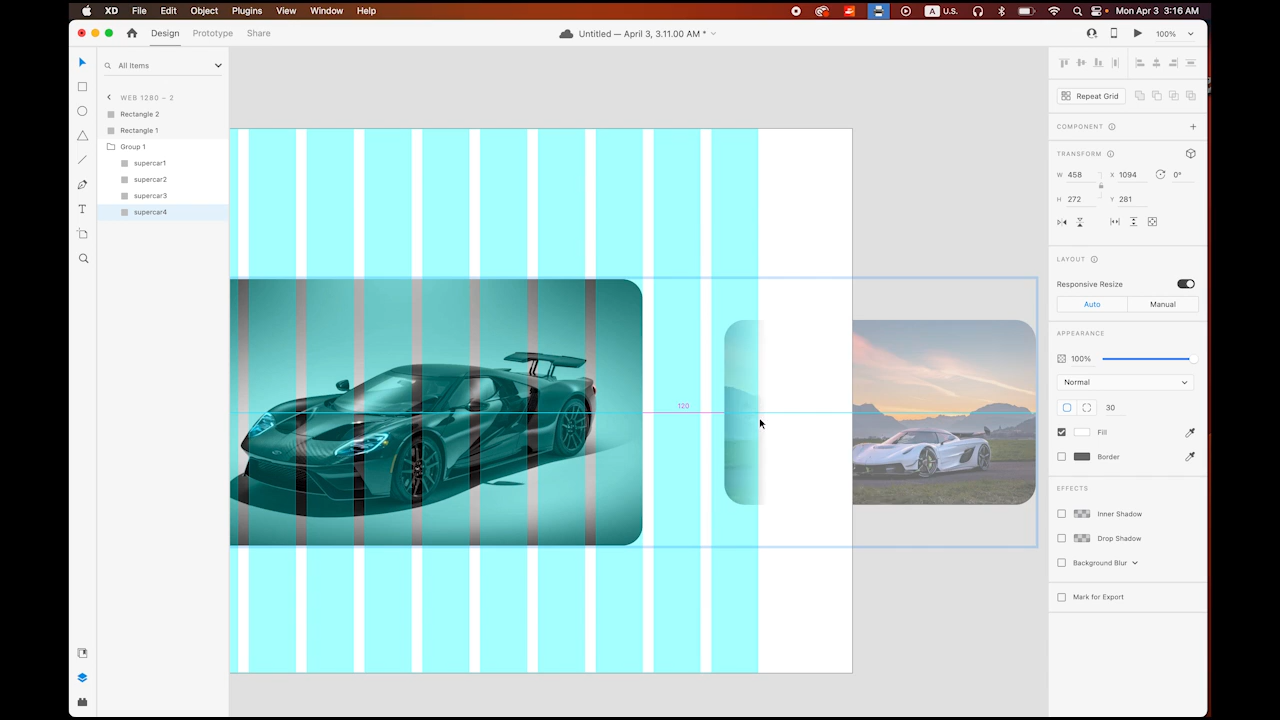 XD File Edit Object Plugins View Window Help A U.S. Mon Apr 3 3:16 AM
Design Prototype Share Untitled — April 3, 3.11.00 AM * 100%
All Items
WEB 1280 – 2
Rectangle 2
Rectangle 1
Group 1
supercar1
supercar2
supercar3
supercar4
T
120
Repeat Grid
COMPONENT
TRANSFORM
W 458 X 1094 0°
H 272 Y 281
LAYOUT
Responsive Resize
Auto Manual
APPEARANCE
100%
Normal
30
Fill
Border
EFFECTS
Inner Shadow
Drop Shadow
Background Blur
Mark for Export